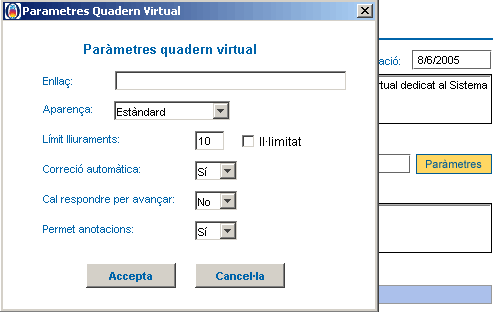 Parametres Quadern Virtual
Paràmetres quadern virtual
Enllaç:
Aparença: Estàndard
Límit lliuraments: 10 Il·limitat
Correció automàtica: Sí
Cal respondre per avançar: No
Permet anotacions: Sí
Accepta Cancel·la
ació: 8/6/2005
rtual dedicat al Sistema
Paràmetres